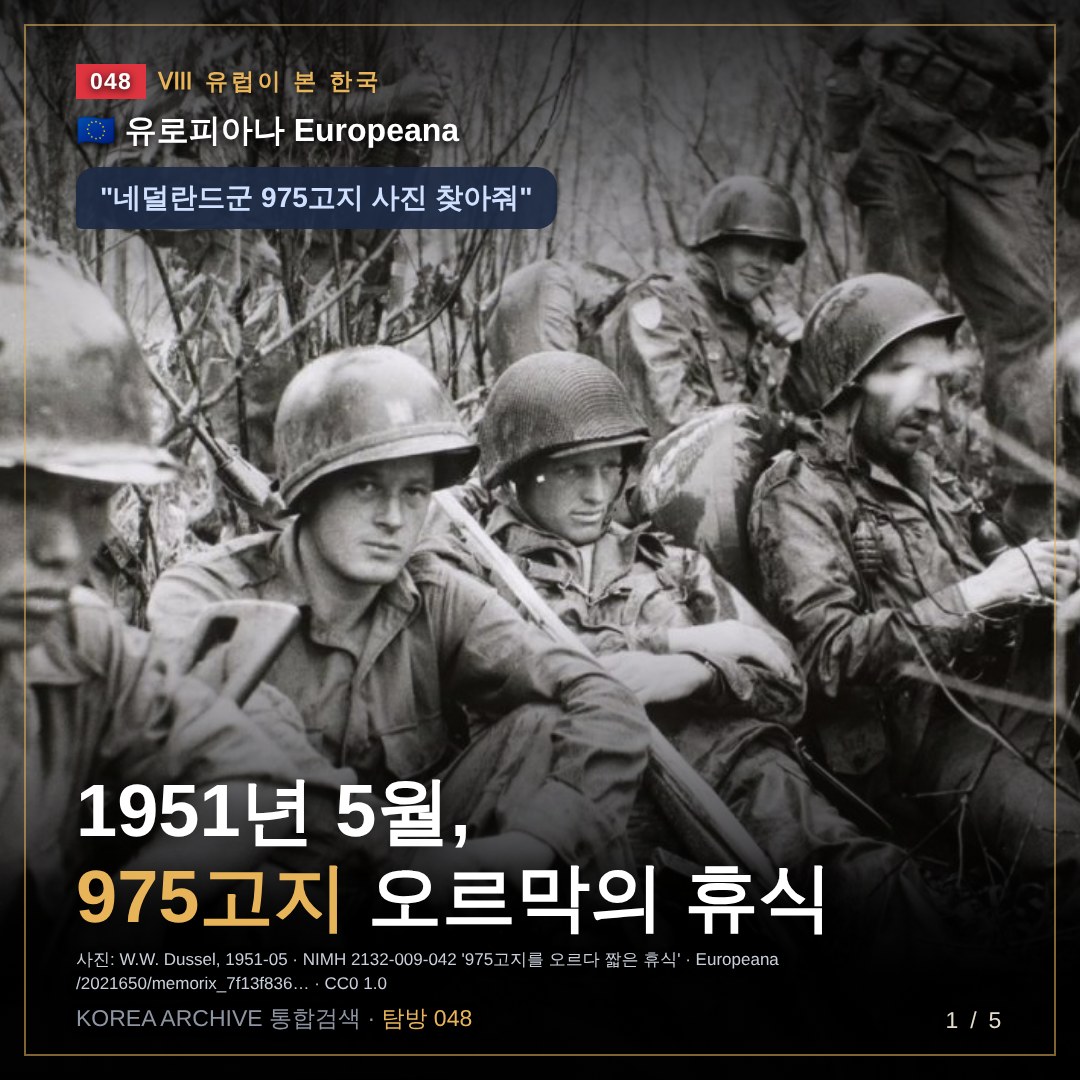 048 Ⅷ 유럽이 본 한국
유로피아나 Europeana
"네덜란드군 975고지 사진 찾아줘"
1951년 5월,
975고지 오르막의 휴식
사진: W.W. Dussel, 1951-05 · NIMH 2132-009-042 '975고지를 오르다 짧은 휴식' · Europeana
/2021650/memorix_7f13f836… · CC0 1.0
KOREA ARCHIVE 통합검색 · 탐방 048
1 / 5